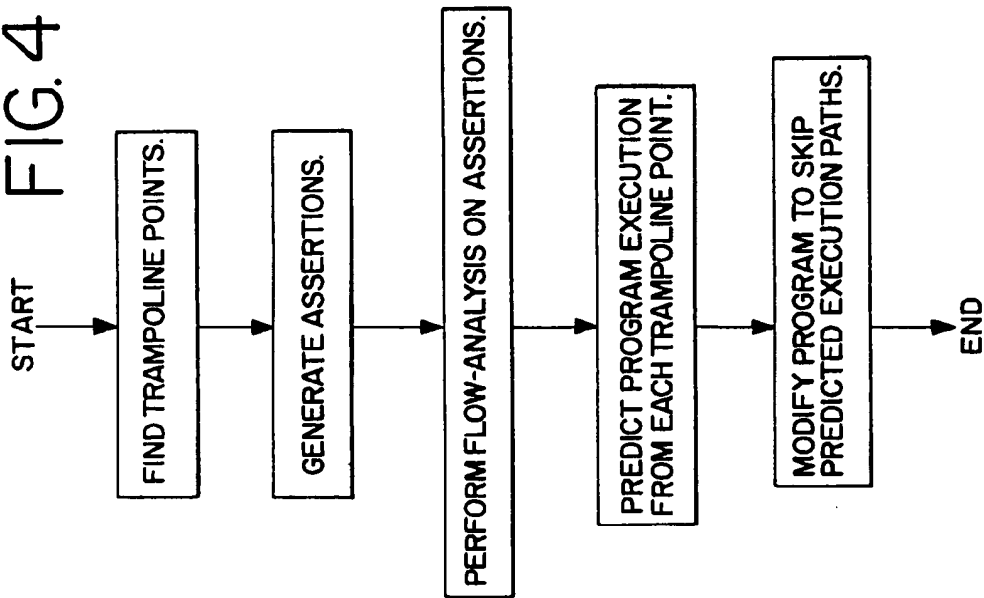 FIG. 4
START
FIND TRAMPOLINE POINTS.
GENERATE ASSERTIONS.
PERFORM FLOW-ANALYSIS ON ASSERTIONS.
PREDICT PROGRAM EXECUTION
FROM EACH TRAMPOLINE POINT.
MODIFY PROGRAM TO SKIP
PREDICTED EXECUTION PATHS.
END